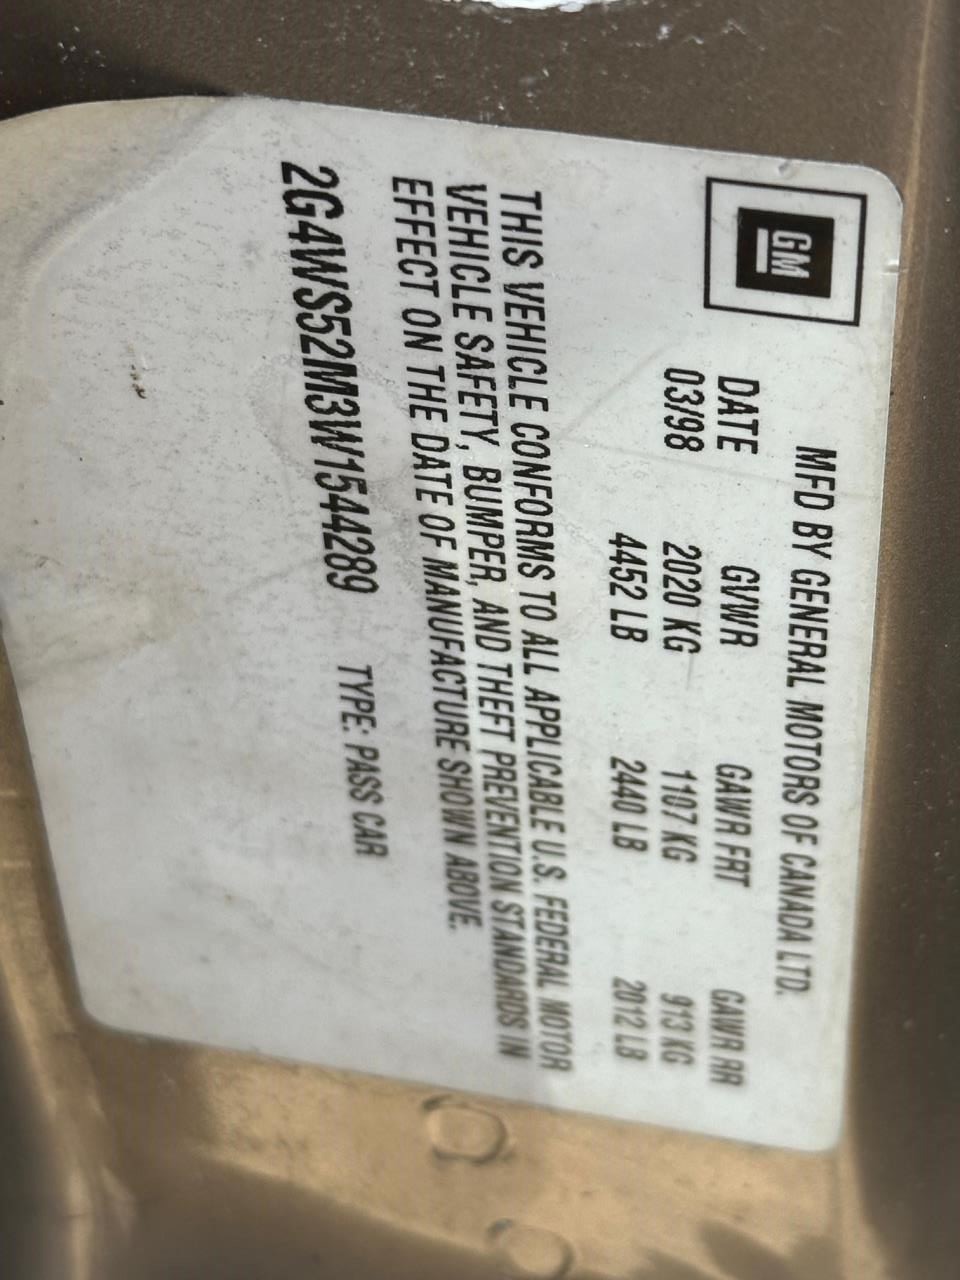 GM
MFD BY GENERAL MOTORS OF CANADA LTD.
DATE GVWR GAWR FRT GAWR RR
03/98 2020 KG 1107 KG 913 KG
4452 LB 2440 LB 2012 LB
THIS VEHICLE CONFORMS TO ALL APPLICABLE U.S. FEDERAL MOTOR
VEHICLE SAFETY, BUMPER, AND THEFT PREVENTION STANDARDS IN
EFFECT ON THE DATE OF MANUFACTURE SHOWN ABOVE.
2G4WS52M3W1544289 TYPE: PASS CAR